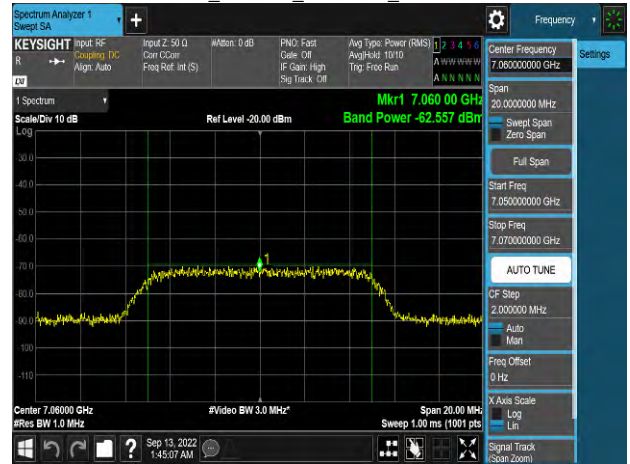 Spectrum Analyzer 1
Swept SA
+
Frequency
KEYSIGHT
R
LXI
Input: RF
Coupling: DC
Align: Auto
Input Z: 50 Ω
Corr CCorr
Freq Ref: Int (S)
#Atten: 0 dB
PNO: Fast
Gate: Off
IF Gain: High
Sig Track: Off
Avg Type: Power (RMS)
Avg|Hold: 10/10
Trig: Free Run
1 2 3 4 5 6
A W W W W W
A N N N N N
1 Spectrum
Scale/Div 10 dB
Log
Ref Level -20.00 dBm
Mkr1 7.060 00 GHz
Band Power -62.557 dBm
-30.0
-40.0
-50.0
-60.0
-70.0
-80.0
-90.0
-100
-110
1
Center 7.06000 GHz
#Res BW 1.0 MHz
#Video BW 3.0 MHz*
Span 20.00 MHz
Sweep 1.00 ms (1001 pts
Sep 13, 2022
1:45:07 AM
?
Center Frequency
7.060000000 GHz
Settings
Span
20.0000000 MHz
Swept Span
Zero Span
Full Span
Start Freq
7.050000000 GHz
Stop Freq
7.070000000 GHz
AUTO TUNE
CF Step
2.000000 MHz
Auto
Man
Freq Offset
0 Hz
X Axis Scale
Log
Lin
Signal Track
(Span Zoom)